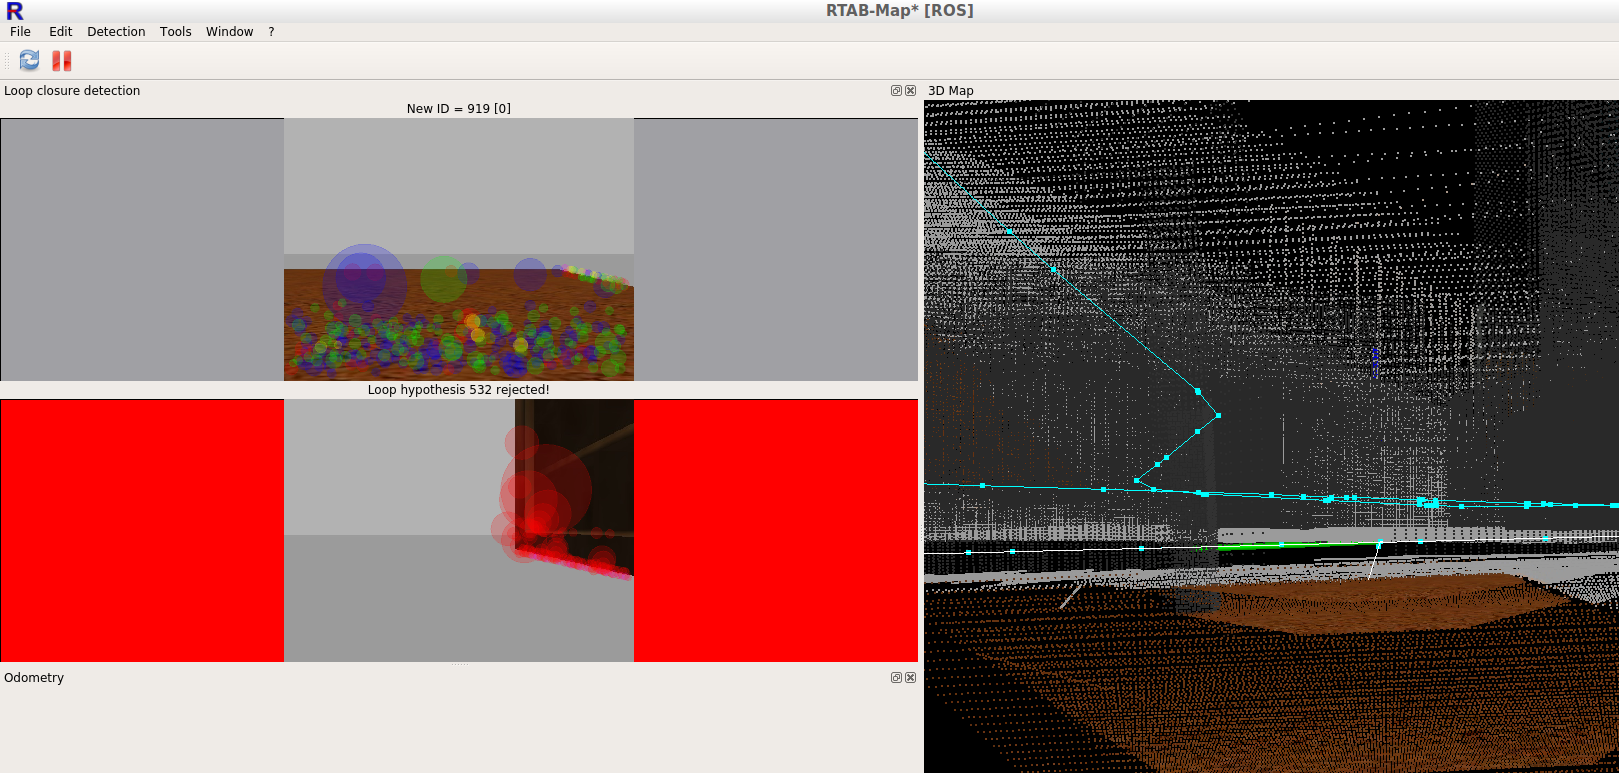 RTAB-Map* [ROS]
File Edit Detection Tools Window ?
Loop closure detection
New ID = 919 [0]
Loop hypothesis 532 rejected!
Odometry
3D Map